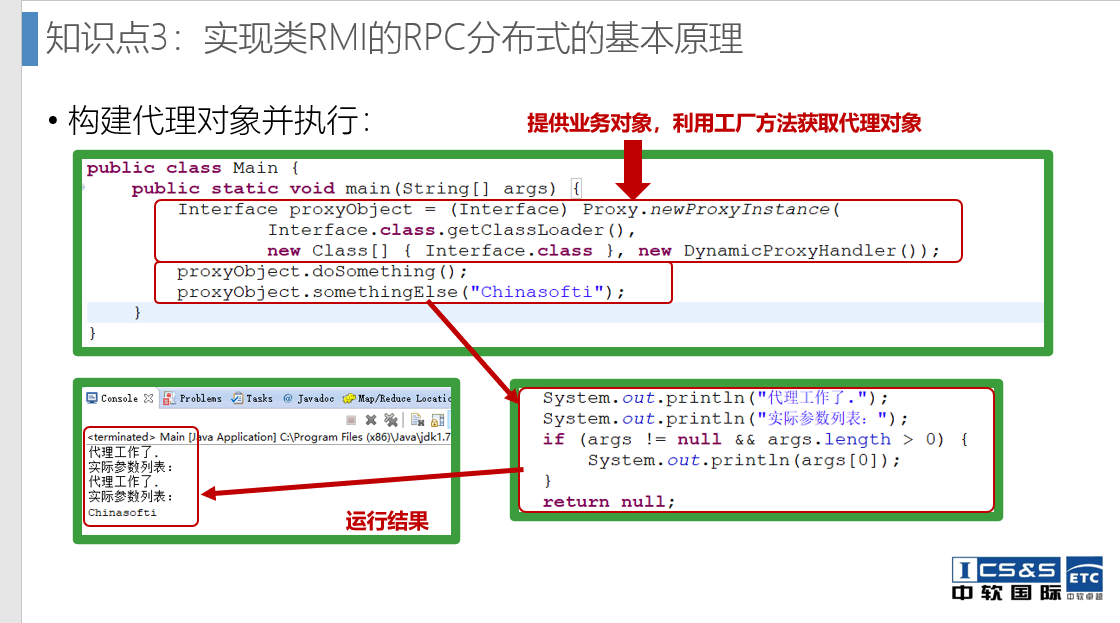 知识点3：实现类RMI的RPC分布式的基本原理
• 构建代理对象并执行：
提供业务对象，利用工厂方法获取代理对象
public class Main {
public static void main(String[] args) {
Interface proxyObject = (Interface) Proxy.newProxyInstance(
Interface.class.getClassLoader(),
new Class[] { Interface.class }, new DynamicProxyHandler());
proxyObject.doSomething();
proxyObject.somethingElse("Chinasofti");
}
}
Console Problems Tasks @ Javadoc Map/Reduce Locatio
<terminated> Main [Java Application] C:\Program Files (x86)\Java\jdk1.7
代理工作了.
实际参数列表：
代理工作了.
实际参数列表：
Chinasofti
运行结果
System.out.println("代理工作了.");
System.out.println("实际参数列表：");
if (args != null && args.length > 0) {
System.out.println(args[0]);
}
return null;
ICS&S ETC
中软国际 中软卓越